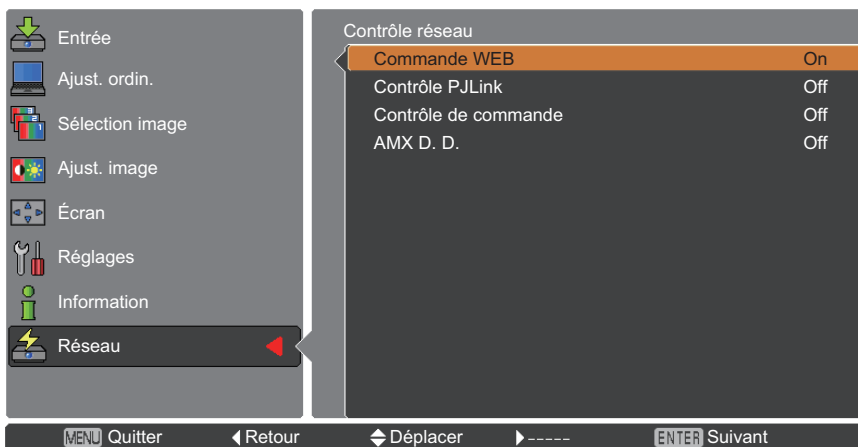 Entrée
Ajust. ordin.
Sélection image
Ajust. image
Écran
Réglages
Information
Réseau
Contrôle réseau
Commande WEB On
Contrôle PJLink Off
Contrôle de commande Off
AMX D. D. Off
MENU Quitter Retour Déplacer ----- ENTER Suivant